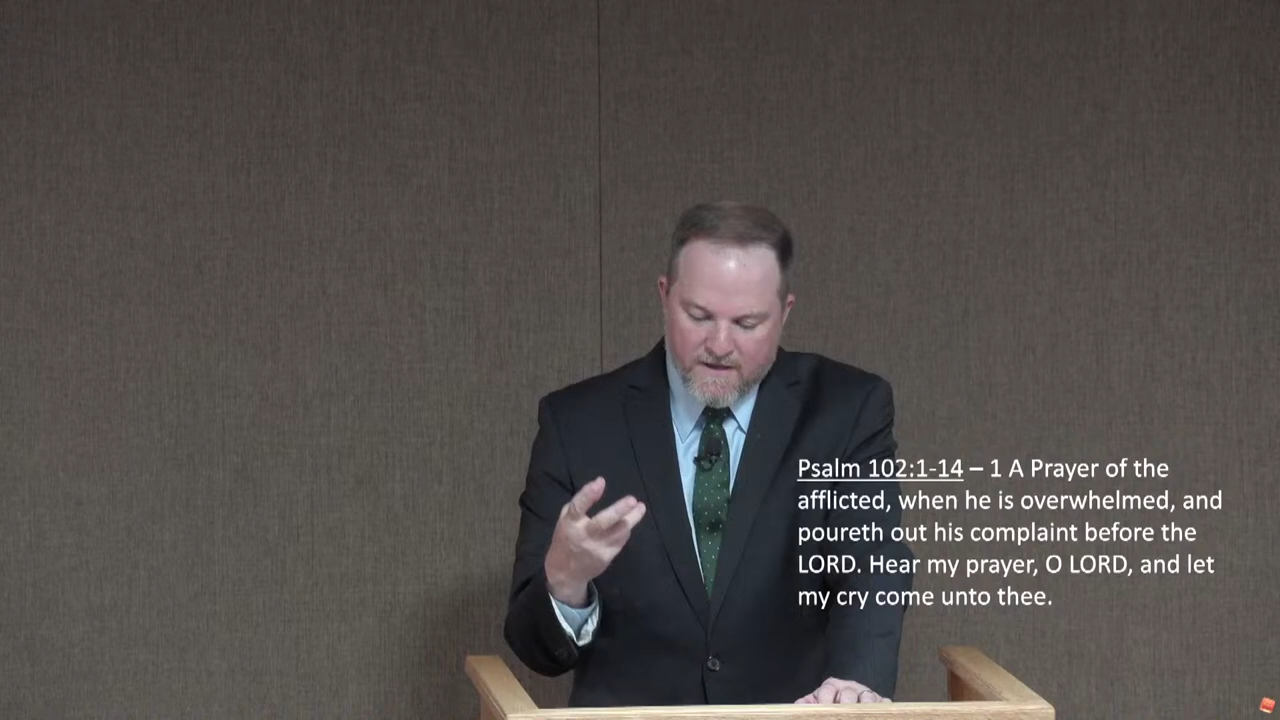 Psalm 102:1-14 – 1 A Prayer of the
afflicted, when he is overwhelmed, and
poureth out his complaint before the
LORD. Hear my prayer, O LORD, and let
my cry come unto thee.